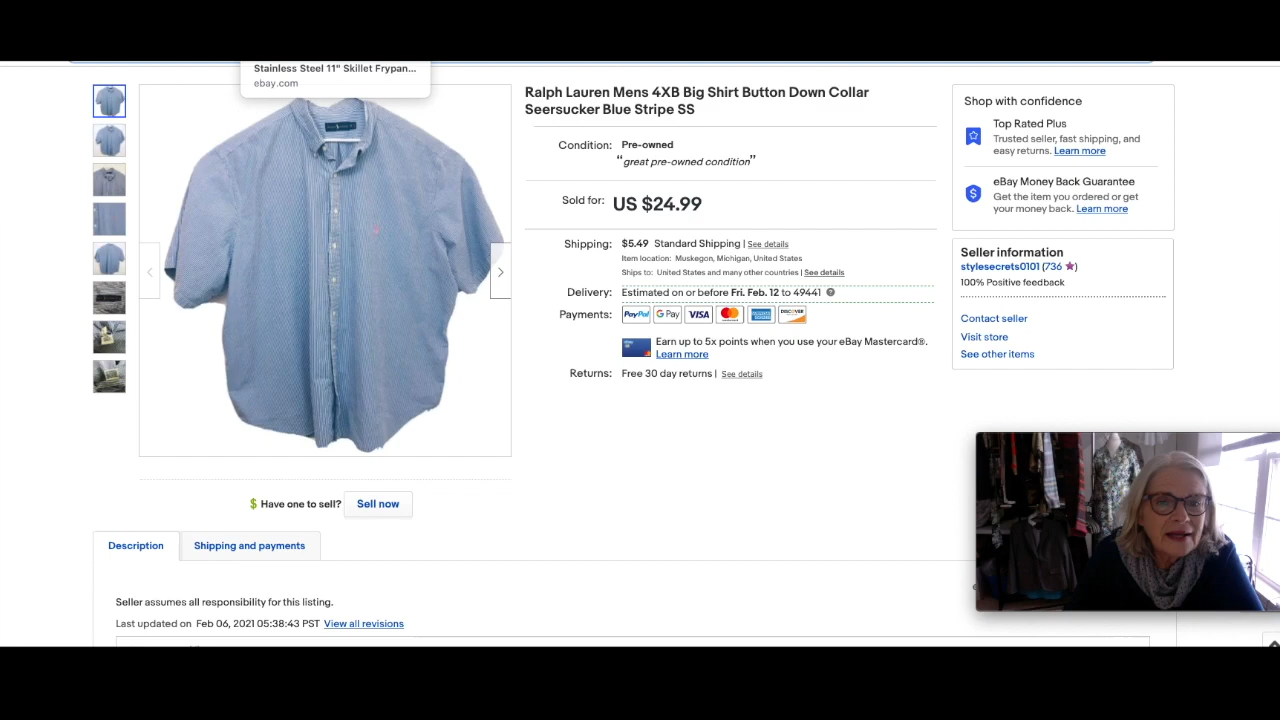 Stainless Steel 11" Skillet Frypan...
ebay.com
Ralph Lauren Mens 4XB Big Shirt Button Down Collar
Seersucker Blue Stripe SS
Condition: Pre-owned
“great pre-owned condition”
Sold for: US $24.99
Shipping: $5.49 Standard Shipping | See details
Item location: Muskegon, Michigan, United States
Ships to: United States and many other countries | See details
Delivery: Estimated on or before Fri. Feb. 12 to 49441
Payments: PayPal G Pay VISA mastercard DISCOVER
Earn up to 5x points when you use your eBay Mastercard®.
Learn more
Returns: Free 30 day returns | See details
Shop with confidence
Top Rated Plus
Trusted seller, fast shipping, and
easy returns. Learn more
eBay Money Back Guarantee
Get the item you ordered or get
your money back. Learn more
Seller information
stylesecrets0101 (736)
100% Positive feedback
Contact seller
Visit store
See other items
Have one to sell? Sell now
Description
Shipping and payments
Seller assumes all responsibility for this listing.
Last updated on Feb 06, 2021 05:38:43 PST View all revisions